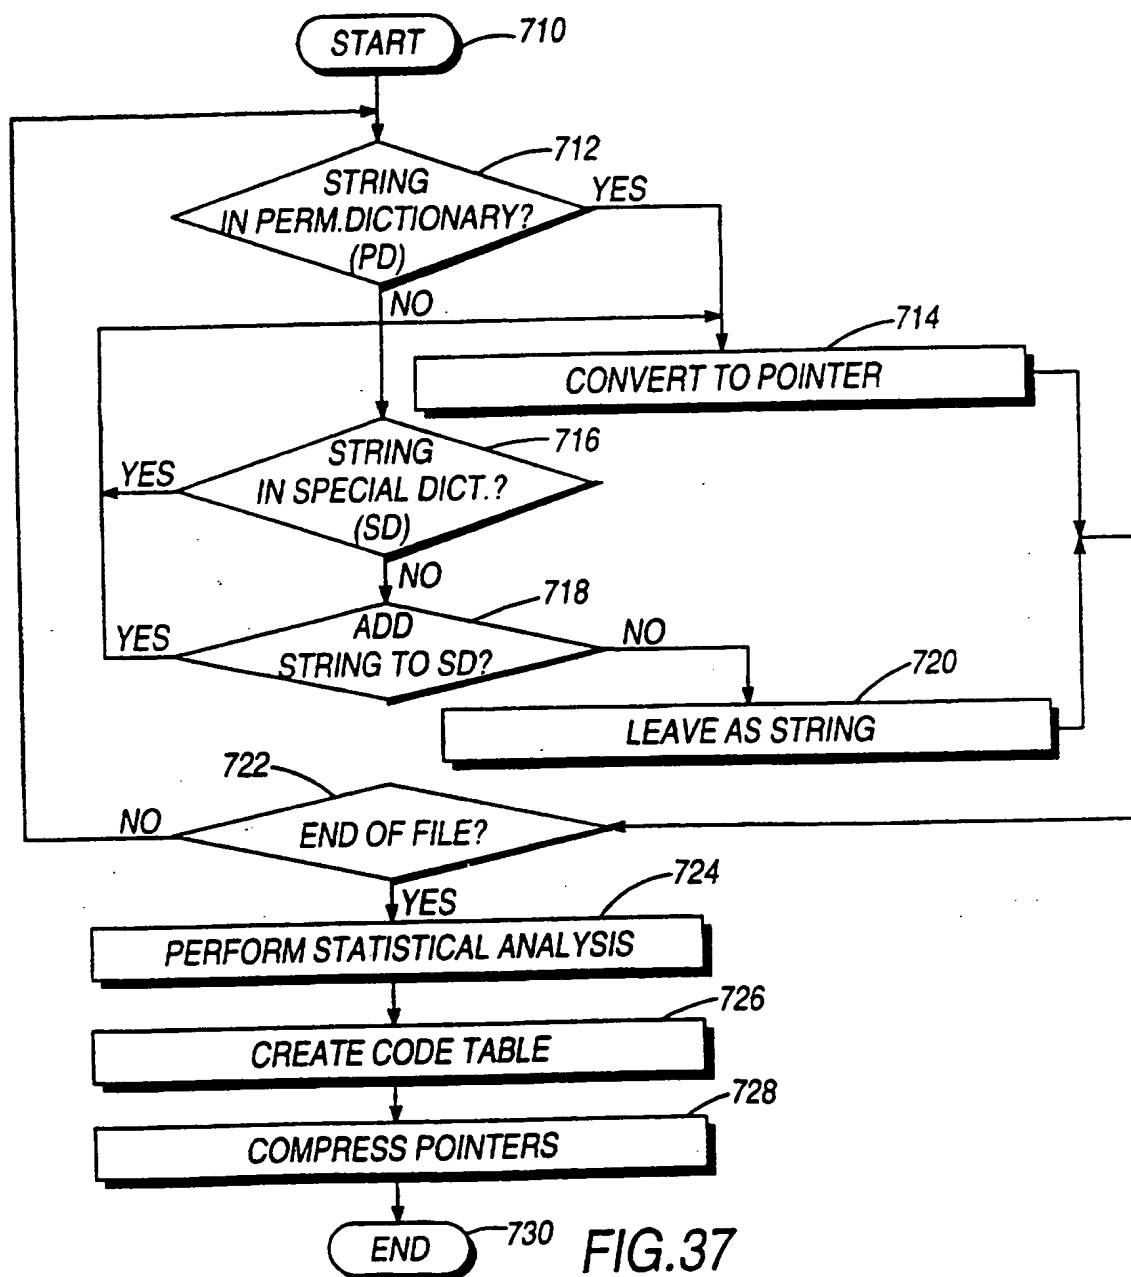 START
710
712
STRING
IN PERM.DICTIONARY?
(PD)
YES
NO
714
CONVERT TO POINTER
716
STRING
IN SPECIAL DICT.?
(SD)
YES
NO
718
ADD
STRING TO SD?
YES
NO
720
LEAVE AS STRING
722
END OF FILE?
NO
YES
724
PERFORM STATISTICAL ANALYSIS
726
CREATE CODE TABLE
728
COMPRESS POINTERS
END
730
FIG.37